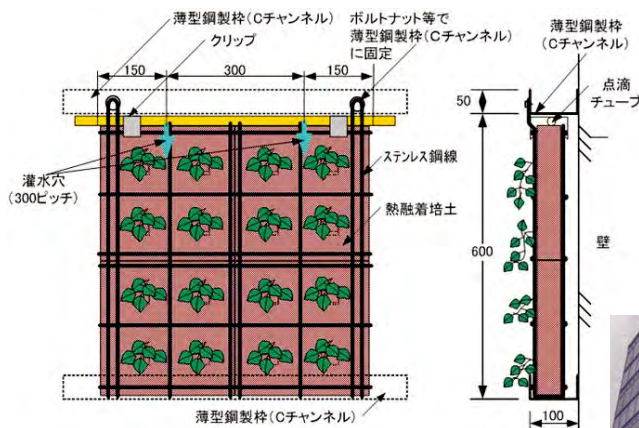 薄型鋼製枠(Cチャンネル)
クリップ
ボルトナット等で
薄型鋼製枠(Cチャンネル)
に固定
150
300
150
灌水穴
(300ピッチ)
ステンレス鋼線
熱融着培土
薄型鋼製枠(Cチャンネル)
薄型鋼製枠
(Cチャンネル)
点滴
チューブ
50
600
壁
100